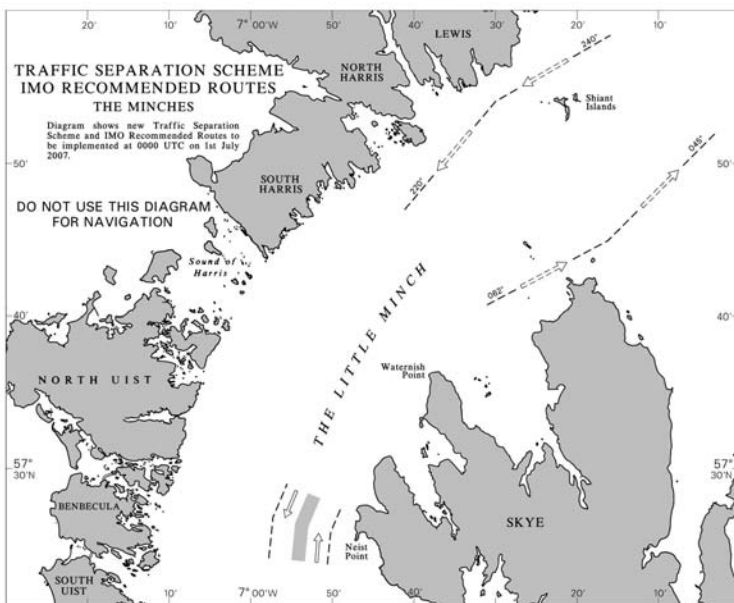 20' 10' 7° 00'W 50' 40' 30' 20' 10'
LEWIS
NORTH
HARRIS
240°
TRAFFIC SEPARATION SCHEME
IMO RECOMMENDED ROUTES
THE MINCHES
Diagram shows new Traffic Separation
Scheme and IMO Recommended Routes to
be implemented at 0000 UTC on 1st July
2007.
Shiant
Islands
50' 50'
045°
SOUTH
HARRIS
220°
DO NOT USE THIS DIAGRAM
FOR NAVIGATION
Sound of
Harris
062°
40' 40'
THE LITTLE MINCH
Waternish
Point
NORTH UIST
57°
30'N
57°
30'N
BENBECULA
SKYE
Neist
Point
SOUTH
UIST
20' 10' 7° 00'W 50' 40' 30' 20' 10'